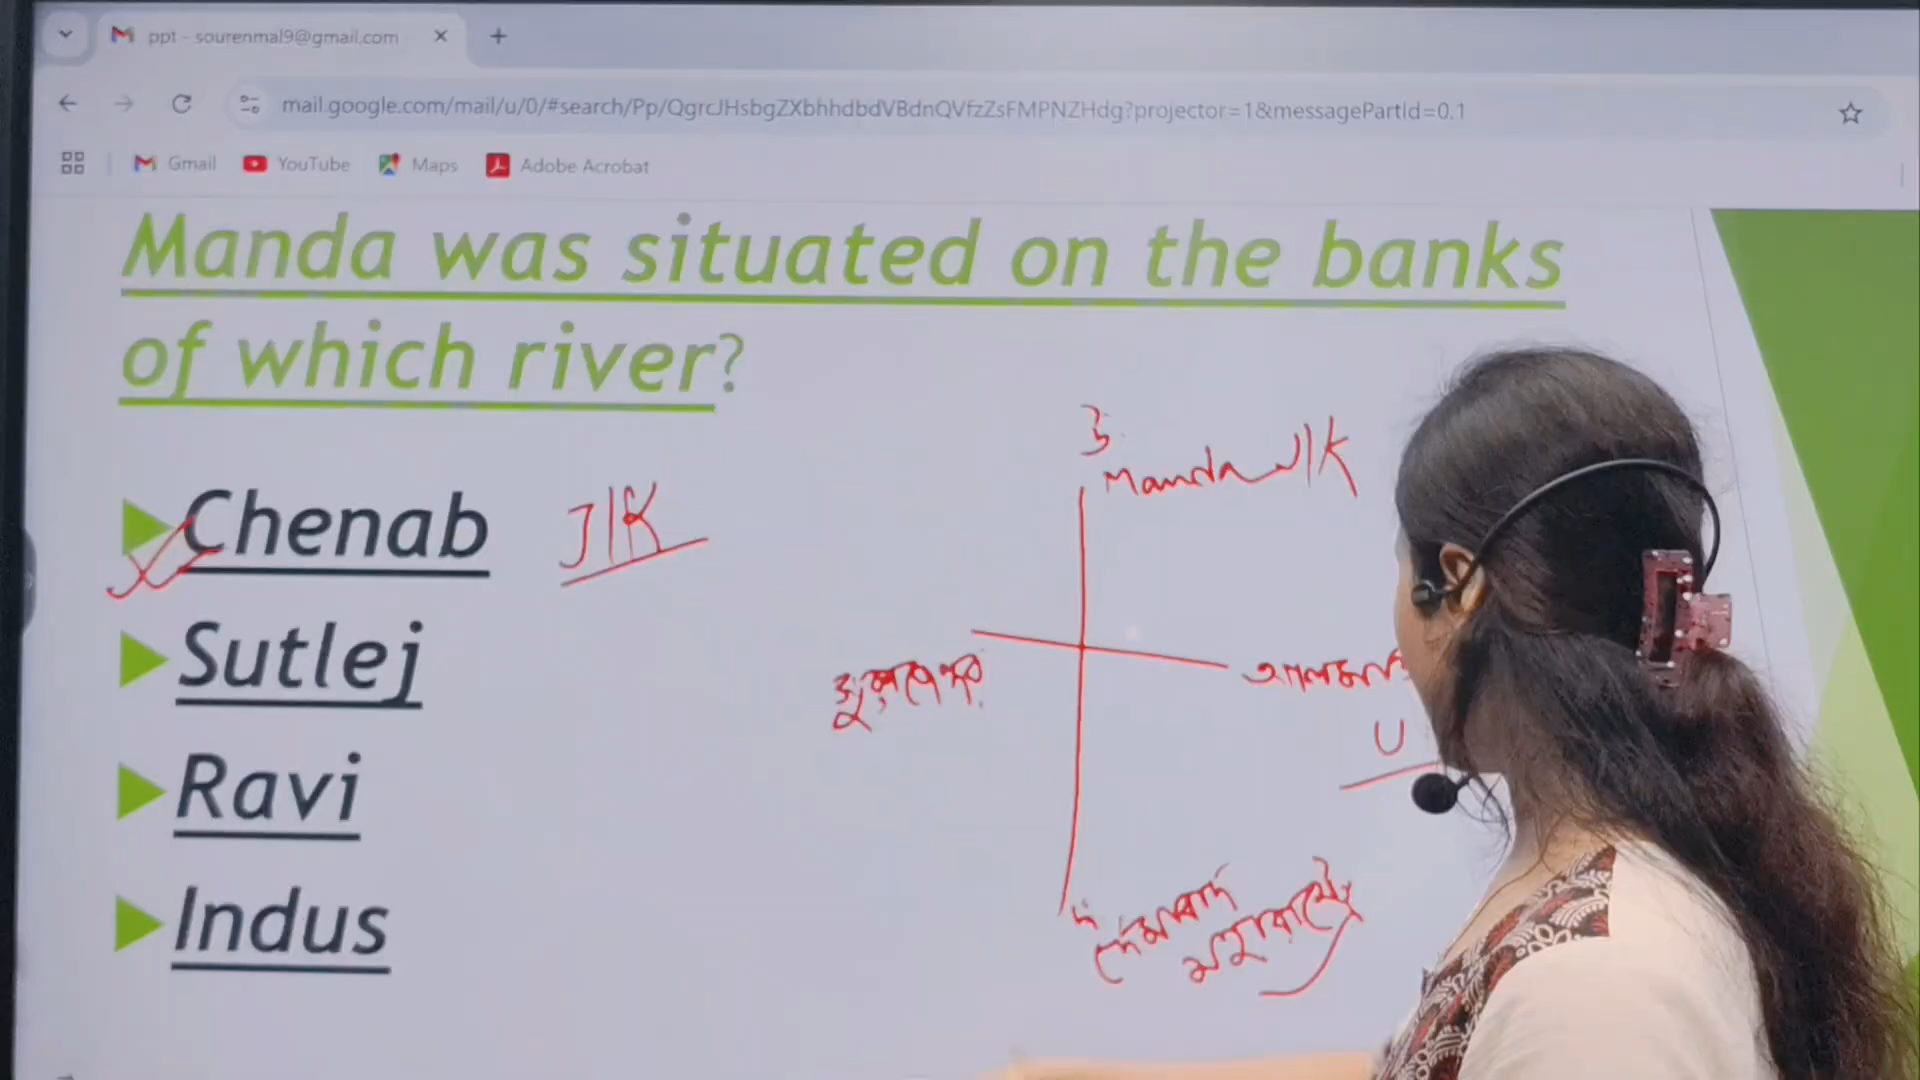 ppt - sourenmal9@gmail.com
mail.google.com/mail/u/0/#search/Pp/QgrcJHsbgZXbhhdbdVBdnQVfzZsFMPNZHdg?projector=1&messagePartId=0.1
Gmail YouTube Maps Adobe Acrobat
Manda was situated on the banks
of which river?
Chenab J/K
Sutlej
Ravi
Indus
উ:
Manda J/K
U
দ: